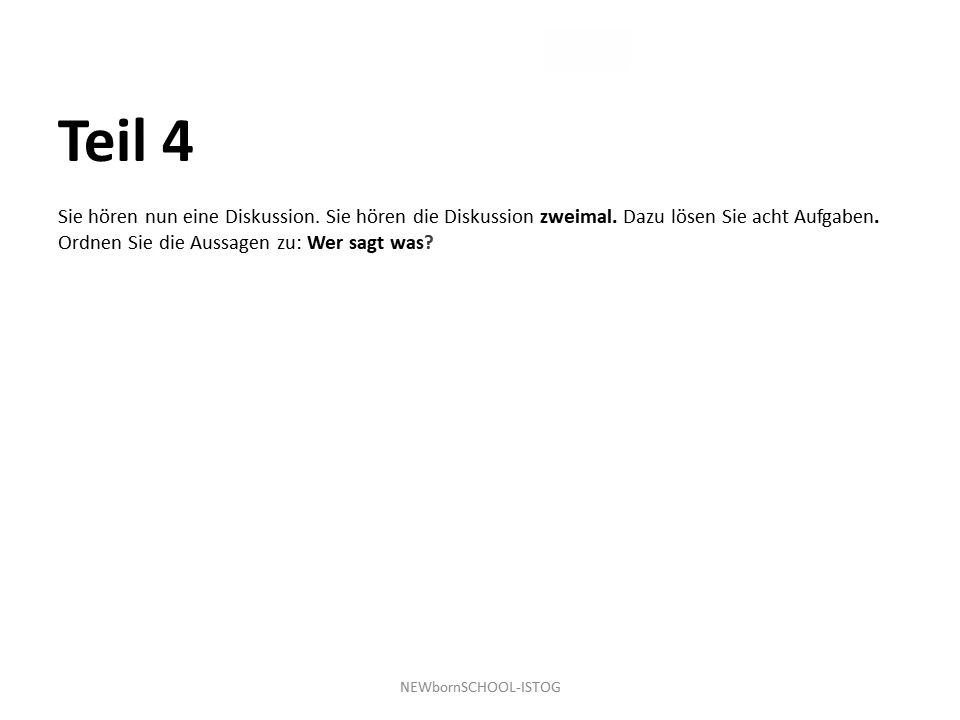 Teil 4
Sie hören nun eine Diskussion. Sie hören die Diskussion zweimal. Dazu lösen Sie acht Aufgaben.
Ordnen Sie die Aussagen zu: Wer sagt was?
NEWbornSCHOOL-ISTOG